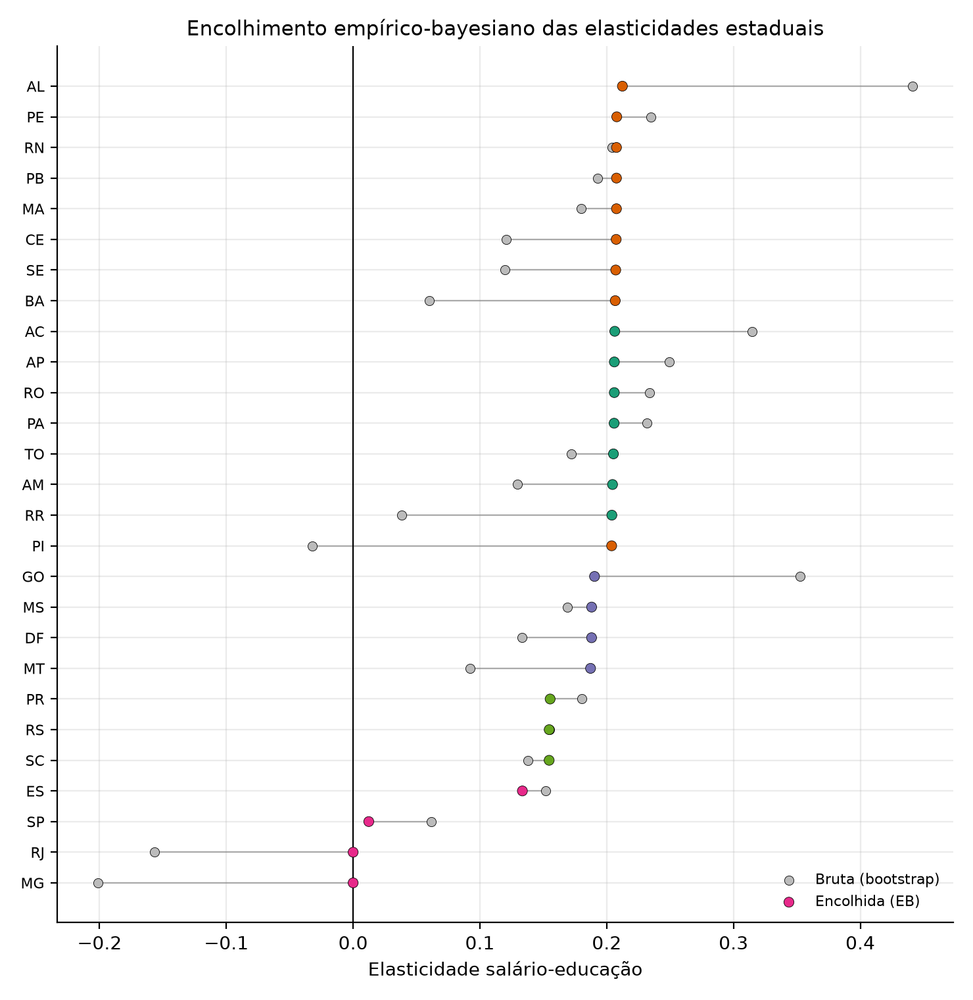 Encolhimento empírico-bayesiano das elasticidades estaduais
AL
PE
RN
PB
MA
CE
SE
BA
AC
AP
RO
PA
TO
AM
RR
PI
GO
MS
DF
MT
PR
RS
SC
ES
SP
RJ
MG
Bruta (bootstrap)
Encolhida (EB)
−0.2 −0.1 0.0 0.1 0.2 0.3 0.4
Elasticidade salário-educação